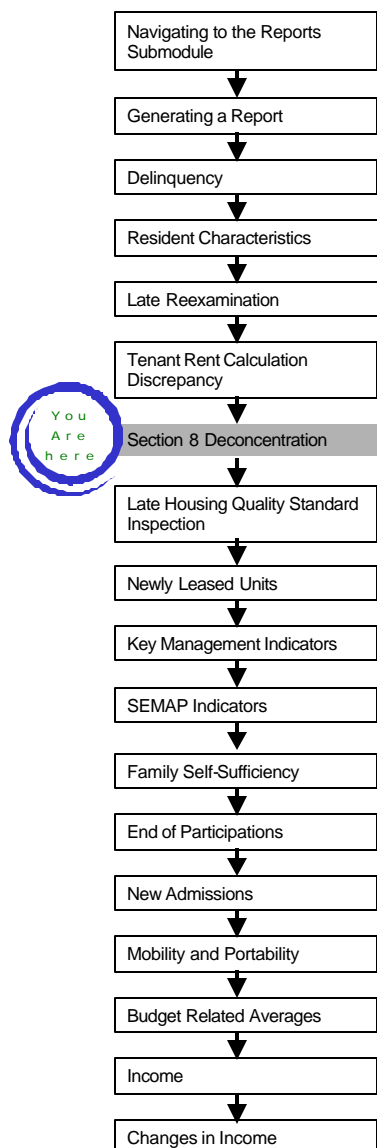 Navigating to the Reports
Submodule
Generating a Report
Delinquency
Resident Characteristics
Late Reexamination
Tenant Rent Calculation
Discrepancy
You
Are
here
Section 8 Deconcentration
Late Housing Quality Standard
Inspection
Newly Leased Units
Key Management Indicators
SEMAP Indicators
Family Self-Sufficiency
End of Participations
New Admissions
Mobility and Portability
Budget Related Averages
Income
Changes in Income